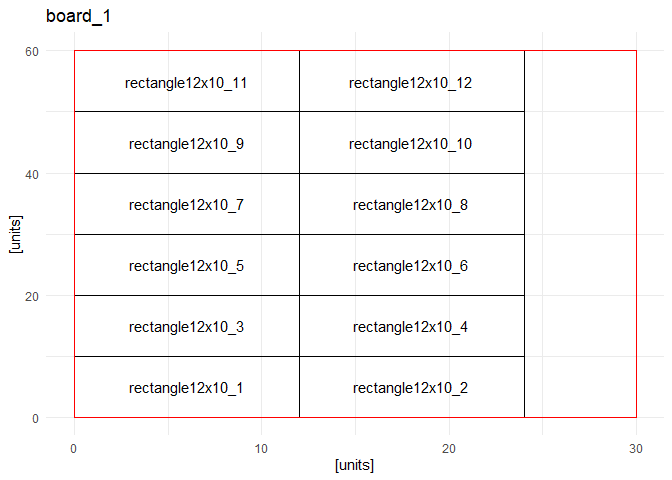 board_1
60
rectangle12x10_11 rectangle12x10_12
rectangle12x10_9 rectangle12x10_10
40
rectangle12x10_7 rectangle12x10_8
[units]
rectangle12x10_5 rectangle12x10_6
20
rectangle12x10_3 rectangle12x10_4
rectangle12x10_1 rectangle12x10_2
0
0 10 20 30
[units]